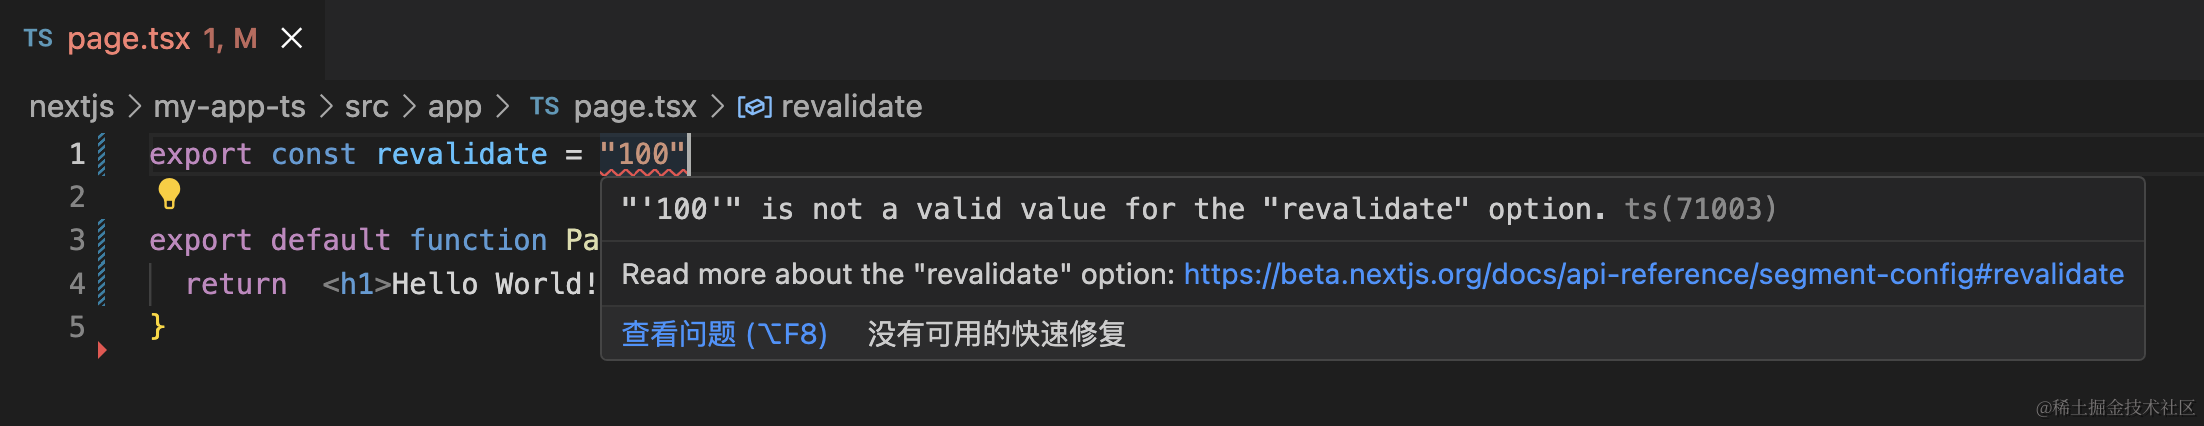 TS page.tsx 1, M ×
nextjs > my-app-ts > src > app > TS page.tsx > revalidate
1 export const revalidate = "100"
2
3 export default function Pa
4 return <h1>Hello World!
5 }
"'100'" is not a valid value for the "revalidate" option. ts(71003)
Read more about the "revalidate" option: https://beta.nextjs.org/docs/api-reference/segment-config#revalidate
查看问题 (⌥F8) 没有可用的快速修复
@稀土掘金技术社区